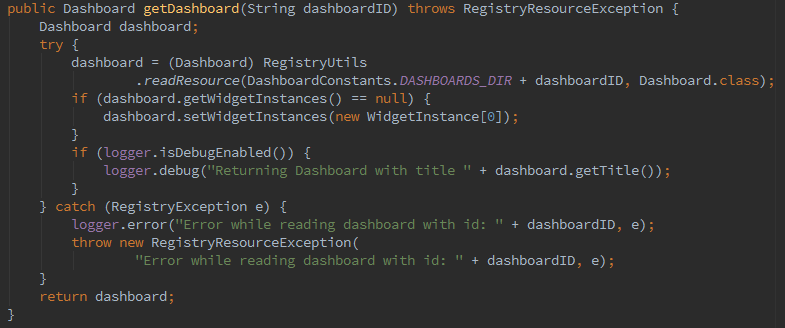 public Dashboard getDashboard(String dashboardID) throws RegistryResourceException {
    Dashboard dashboard;
    try {
        dashboard = (Dashboard) RegistryUtils
                .readResource(DashboardConstants.DASHBOARDS_DIR + dashboardID, Dashboard.class);
        if (dashboard.getWidgetInstances() == null) {
            dashboard.setWidgetInstances(new WidgetInstance[0]);
        }
        if (logger.isDebugEnabled()) {
            logger.debug("Returning Dashboard with title " + dashboard.getTitle());
        }
    } catch (RegistryException e) {
        logger.error("Error while reading dashboard with id: " + dashboardID, e);
        throw new RegistryResourceException(
                "Error while reading dashboard with id: " + dashboardID, e);
    }
    return dashboard;
}